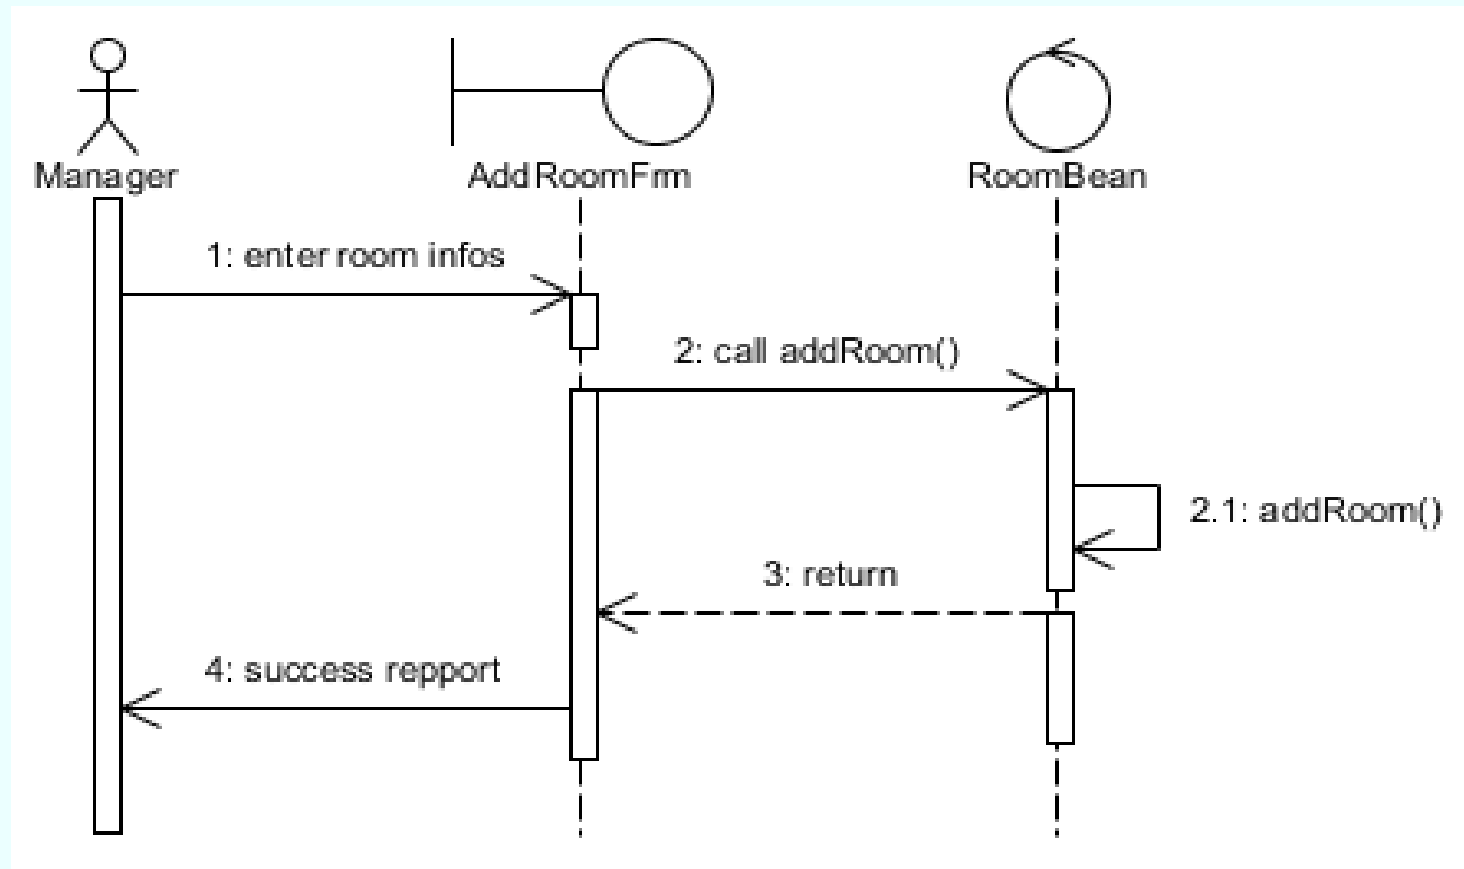 Manager
AddRoomFrm
RoomBean
1: enter room infos
2: call addRoom()
2.1: addRoom()
3: return
4: success repport